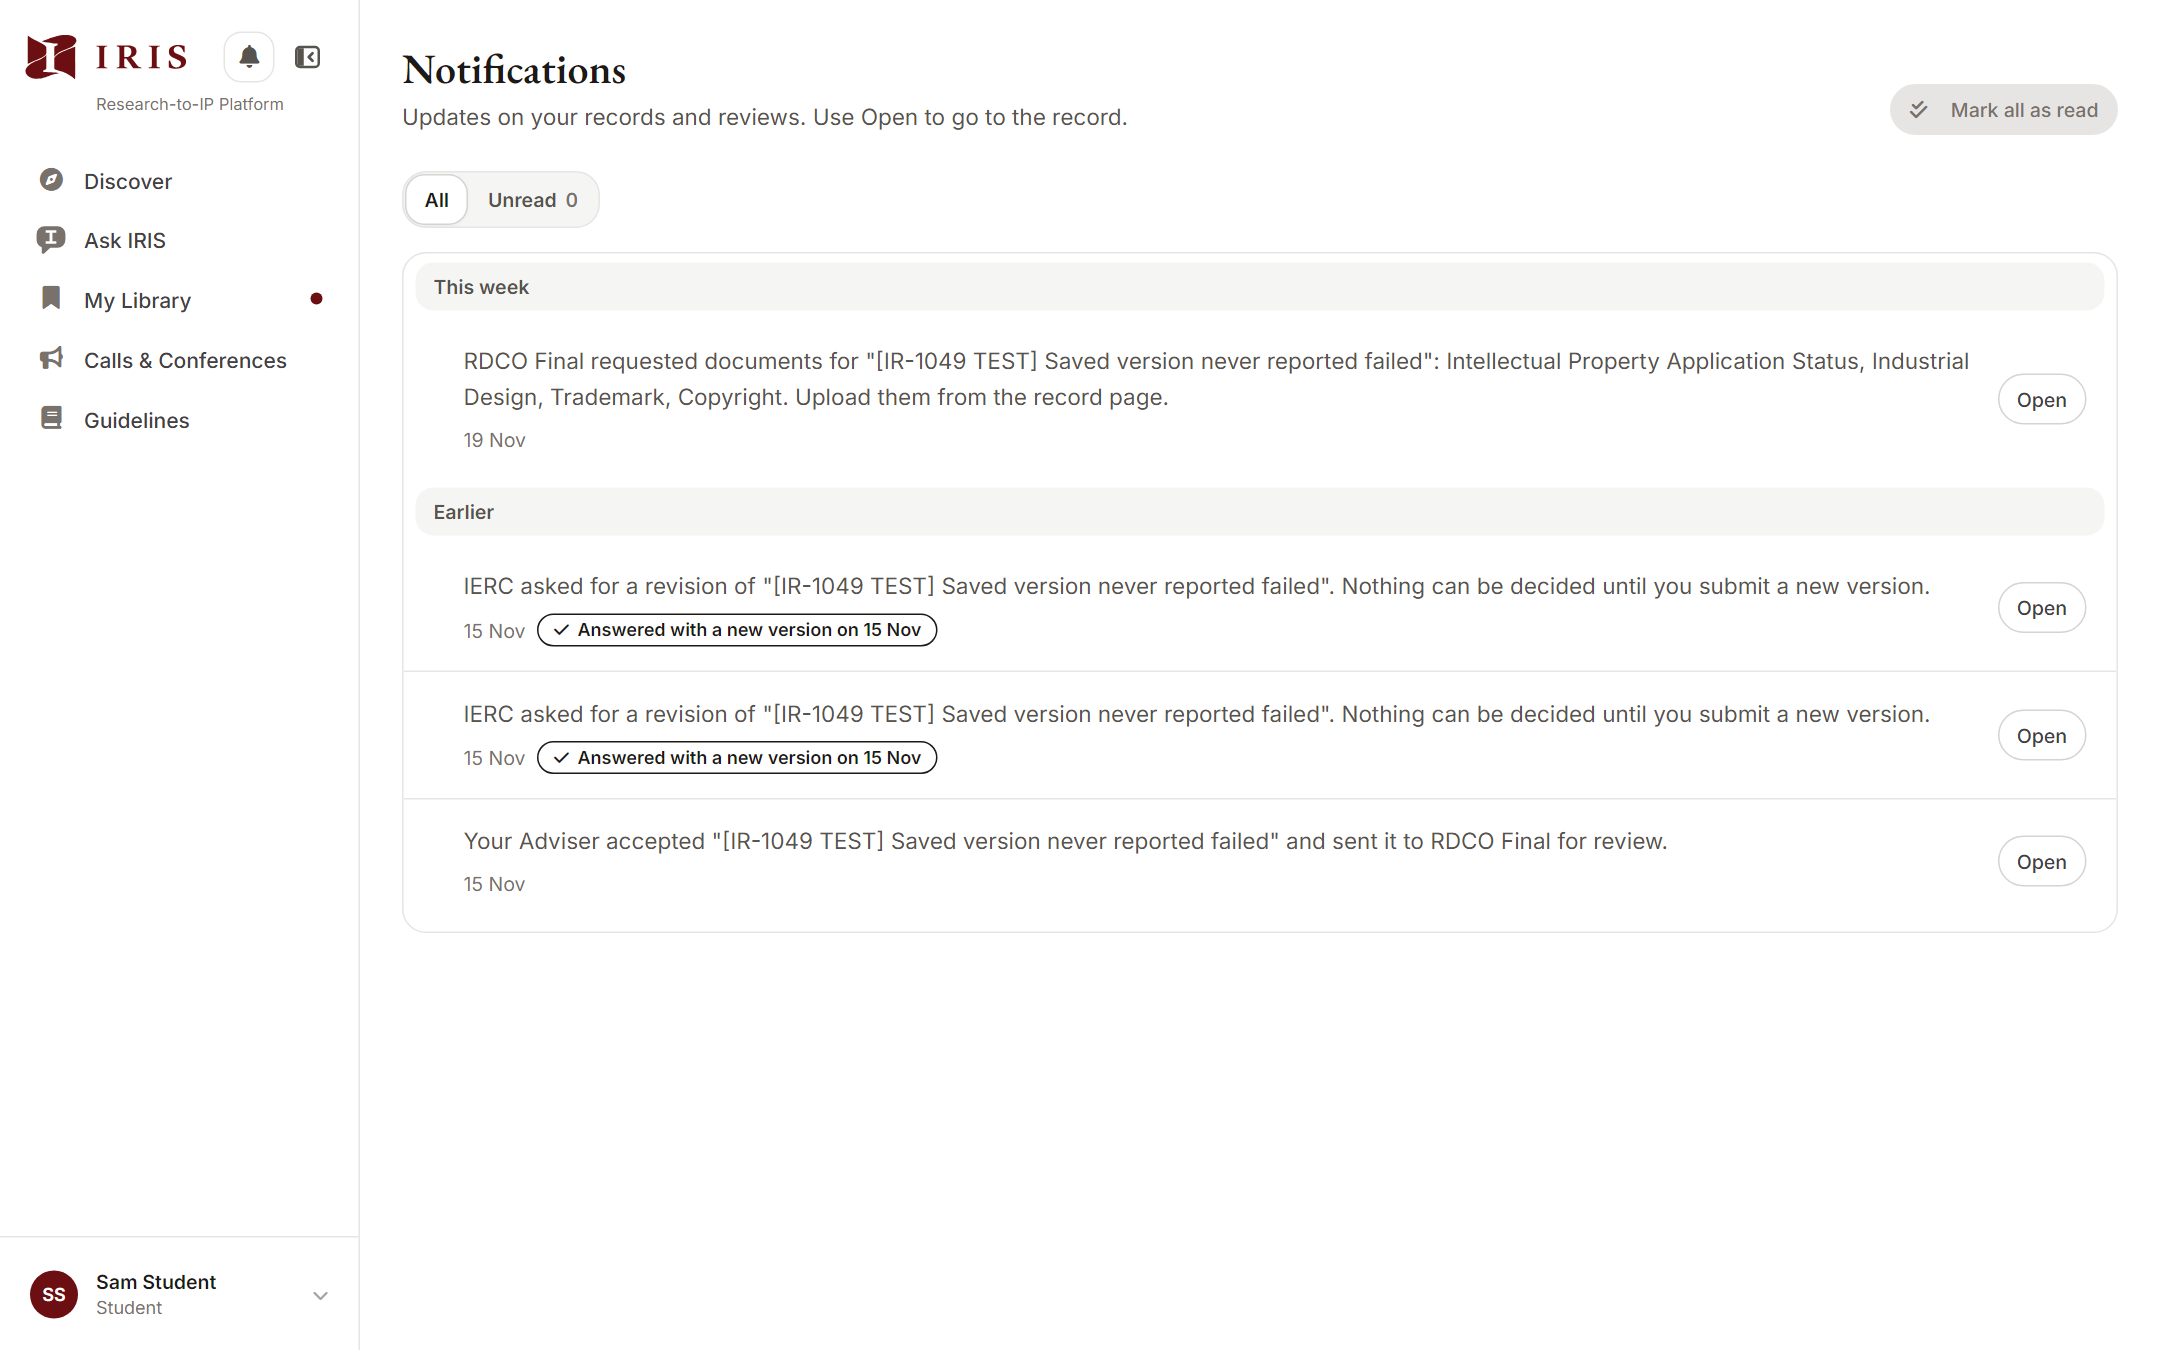 IRIS
Research-to-IP Platform
Discover
Ask IRIS
My Library
Calls & Conferences
Guidelines
Sam Student
SS
Student
Notifications
Updates on your records and reviews. Use Open to go to the record.
Mark all as read
All
Unread 0
This week
RDCO Final requested documents for "[IR-1049 TEST] Saved version never reported failed": Intellectual Property Application Status, Industrial
Design, Trademark, Copyright. Upload them from the record page.
19 Nov
Open
Earlier
IERC asked for a revision of "[IR-1049 TEST] Saved version never reported failed". Nothing can be decided until you submit a new version.
15 Nov
Answered with a new version on 15 Nov
Open
IERC asked for a revision of "[IR-1049 TEST] Saved version never reported failed". Nothing can be decided until you submit a new version.
15 Nov
Answered with a new version on 15 Nov
Open
Your Adviser accepted "[IR-1049 TEST] Saved version never reported failed" and sent it to RDCO Final for review.
15 Nov
Open